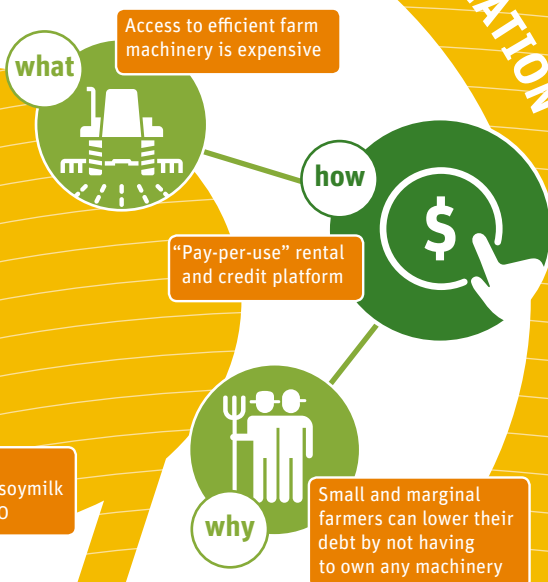 ATION
what
Access to efficient farm
machinery is expensive
how
$
"Pay-per-use" rental
and credit platform
soymilk
why
Small and marginal
farmers can lower their
debt by not having
to own any machinery